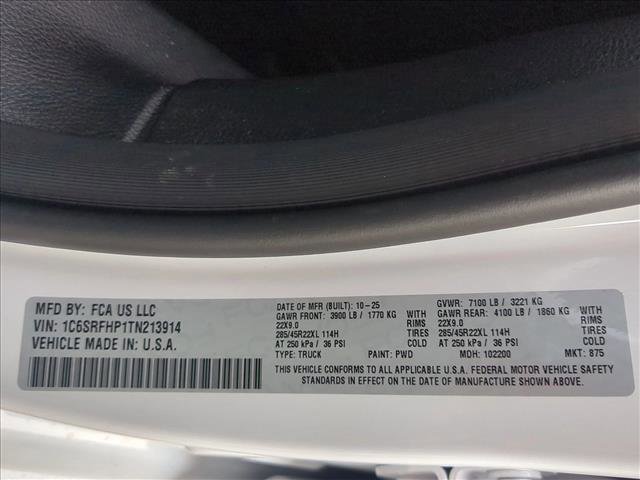 MFD BY: FCA US LLC
VIN: 1C6SRFHP1TN213914
VEHICLE MADE IN: U.S.A.
DATE OF MFR (BUILT): 10-25 GVWR: 7100 LB / 3221 KG
GAWR FRONT: 3900 LB / 1770 KG WITH GAWR REAR: 4100 LB / 1860 KG WITH
22X9.0 RIMS 22X9.0 RIMS
285/45R22XL 114H TIRES 285/45R22XL 114H TIRES
AT 250 kPa / 36 PSI COLD AT 250 kPa / 36 PSI COLD
TYPE: TRUCK PAINT: PWD MDH: 102200 MKT: 875
THIS VEHICLE CONFORMS TO ALL APPLICABLE U.S.A. FEDERAL MOTOR VEHICLE SAFETY
STANDARDS IN EFFECT ON THE DATE OF MANUFACTURE SHOWN ABOVE.